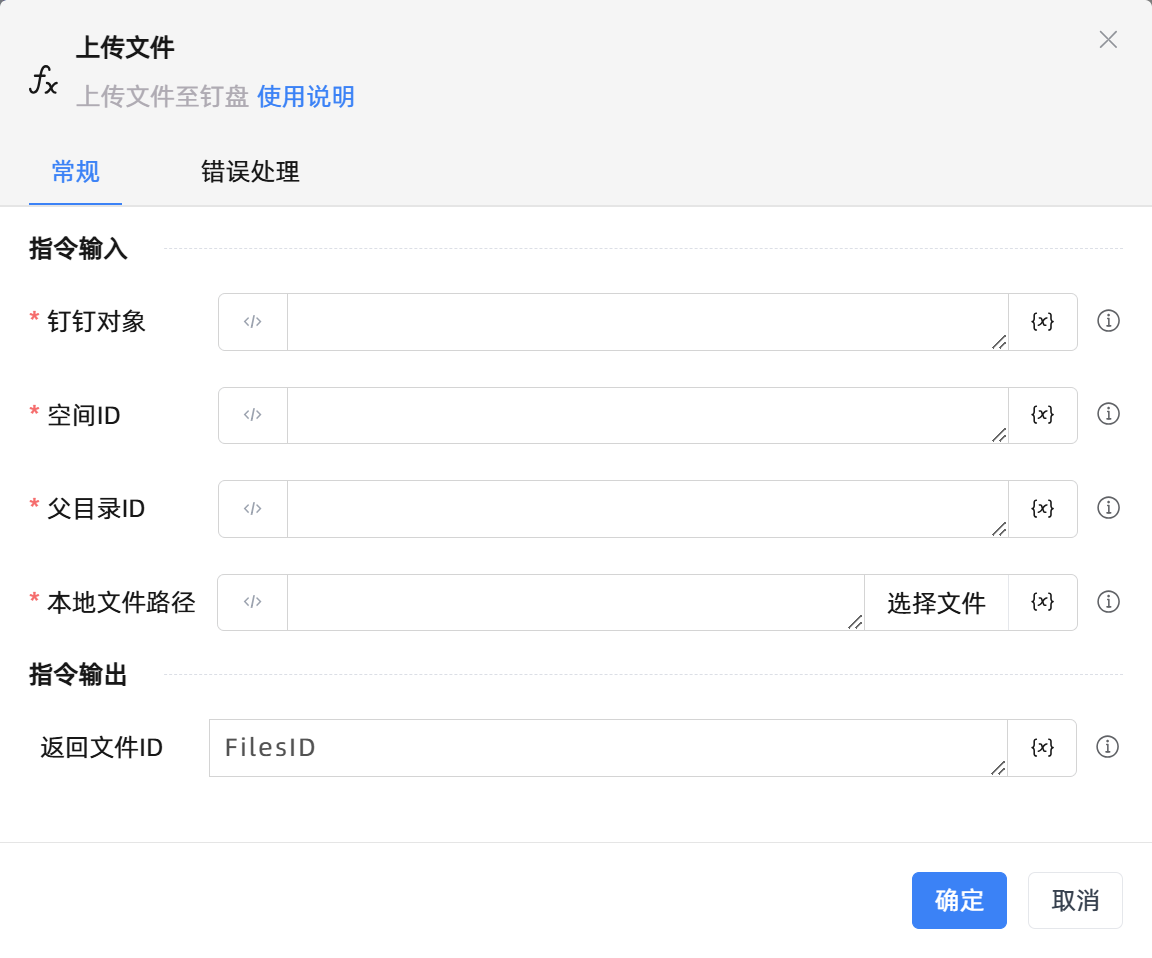 上传文件
上传文件至钉盘 使用说明
常规 错误处理
指令输入
* 钉钉对象 </> {x}
* 空间ID </> {x}
* 父目录ID </> {x}
* 本地文件路径 </> 选择文件 {x}
指令输出
返回文件ID FilesID {x}
确定 取消